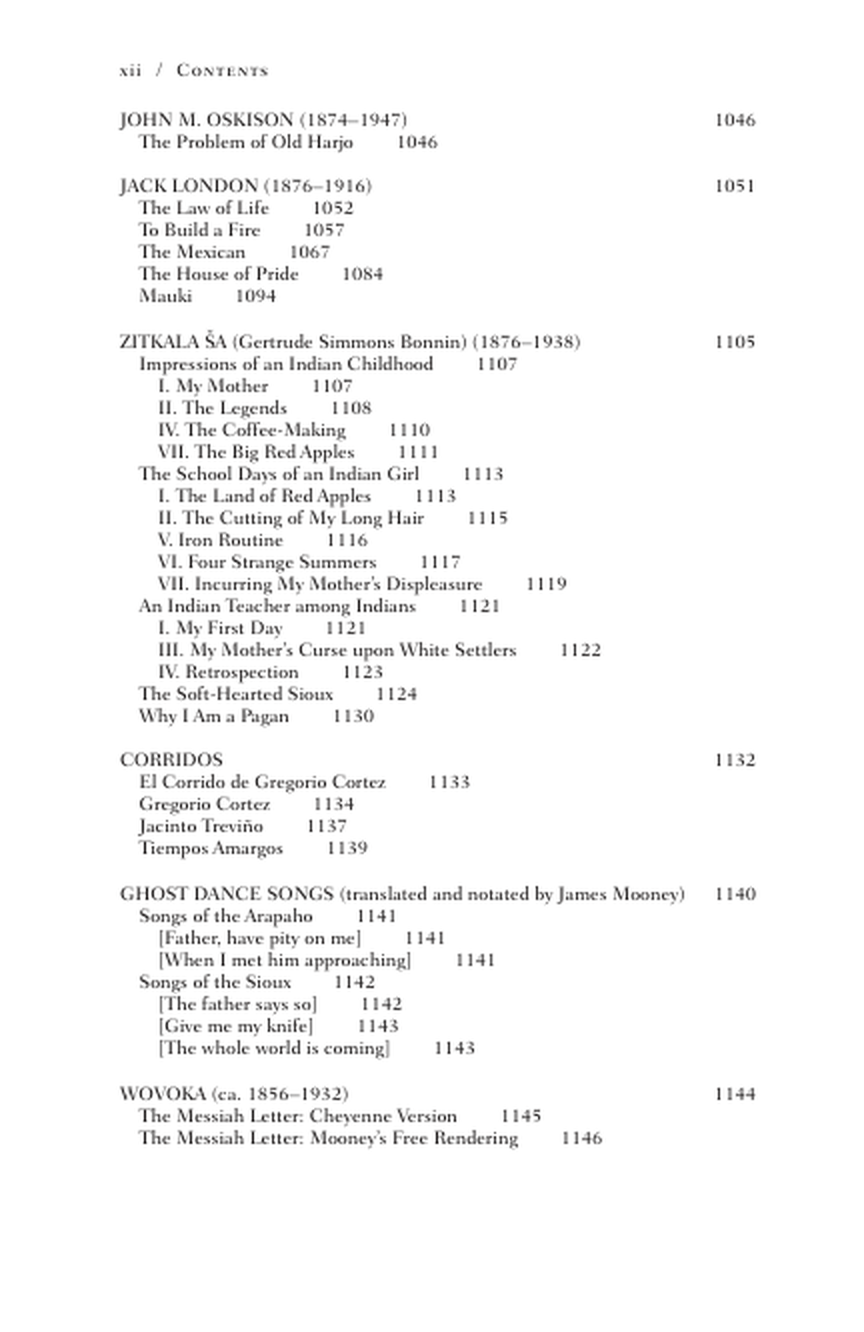 xii / CONTENTS
JOHN M. OSKISON (1874–1947) 1046
The Problem of Old Harjo 1046
JACK LONDON (1876–1916) 1051
The Law of Life 1052
To Build a Fire 1057
The Mexican 1067
The House of Pride 1084
Mauki 1094
ZITKALA ŠA (Gertrude Simmons Bonnin) (1876–1938) 1105
Impressions of an Indian Childhood 1107
I. My Mother 1107
II. The Legends 1108
IV. The Coffee-Making 1110
VII. The Big Red Apples 1111
The School Days of an Indian Girl 1113
I. The Land of Red Apples 1113
II. The Cutting of My Long Hair 1115
V. Iron Routine 1116
VI. Four Strange Summers 1117
VII. Incurring My Mother's Displeasure 1119
An Indian Teacher among Indians 1121
I. My First Day 1121
III. My Mother's Curse upon White Settlers 1122
IV. Retrospection 1123
The Soft-Hearted Sioux 1124
Why I Am a Pagan 1130
CORRIDOS 1132
El Corrido de Gregorio Cortez 1133
Gregorio Cortez 1134
Jacinto Treviño 1137
Tiempos Amargos 1139
GHOST DANCE SONGS (translated and notated by James Mooney) 1140
Songs of the Arapaho 1141
[Father, have pity on me] 1141
[When I met him approaching] 1141
Songs of the Sioux 1142
[The father says so] 1142
[Give me my knife] 1143
[The whole world is coming] 1143
WOVOKA (ca. 1856–1932) 1144
The Messiah Letter: Cheyenne Version 1145
The Messiah Letter: Mooney's Free Rendering 1146